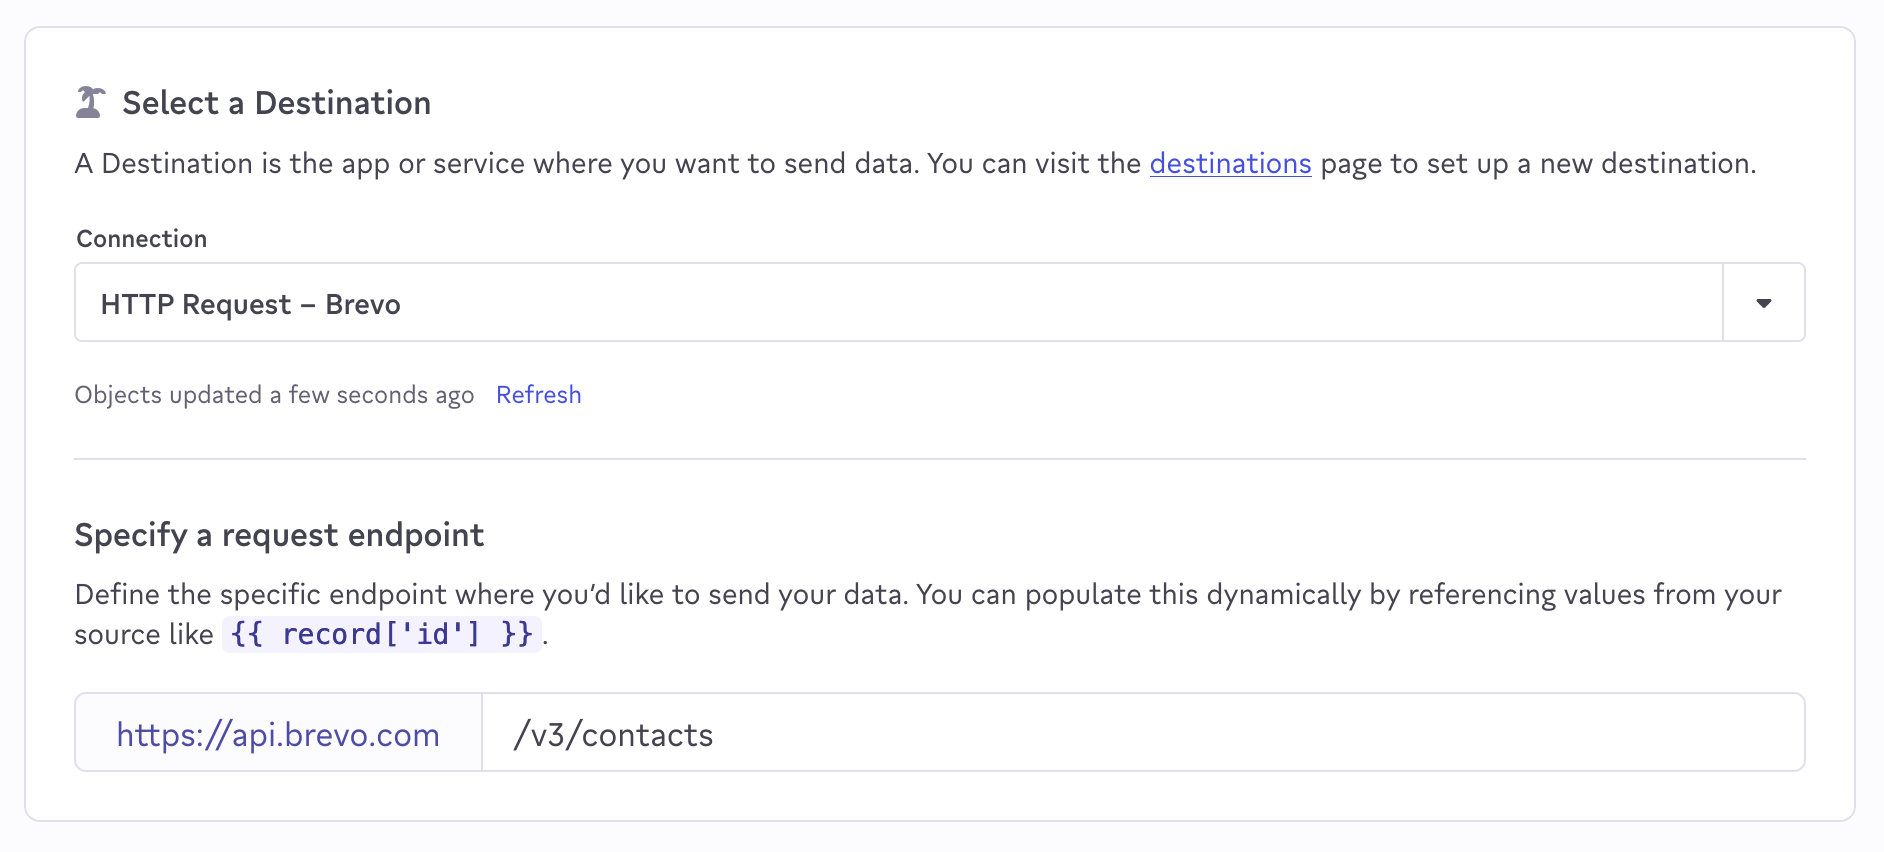 Select a Destination
A Destination is the app or service where you want to send data. You can visit the destinations page to set up a new destination.
Connection
HTTP Request – Brevo
Objects updated a few seconds ago Refresh
Specify a request endpoint
Define the specific endpoint where you’d like to send your data. You can populate this dynamically by referencing values from your
source like {{ record['id'] }}.
https://api.brevo.com /v3/contacts